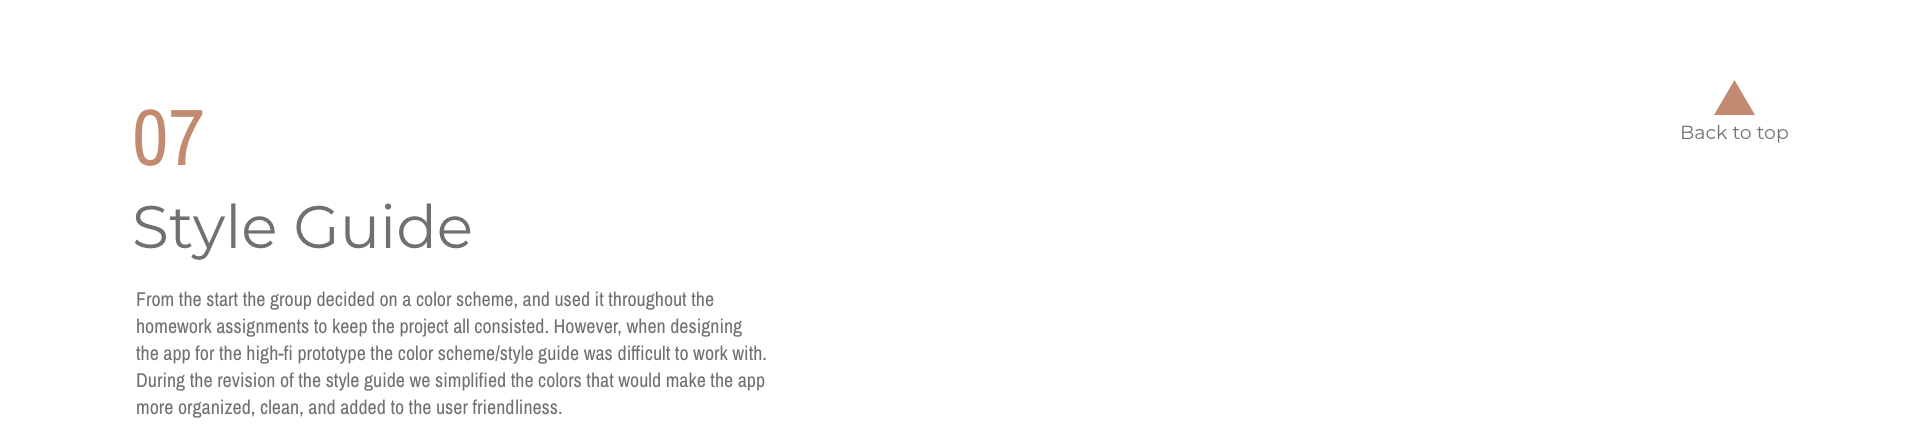 07
Back to top
Style Guide
From the start the group decided on a color scheme, and used it throughout the
homework assignments to keep the project all consisted. However, when designing
the app for the high-fi prototype the color scheme/style guide was difficult to work with.
During the revision of the style guide we simplified the colors that would make the app
more organized, clean, and added to the user friendliness.